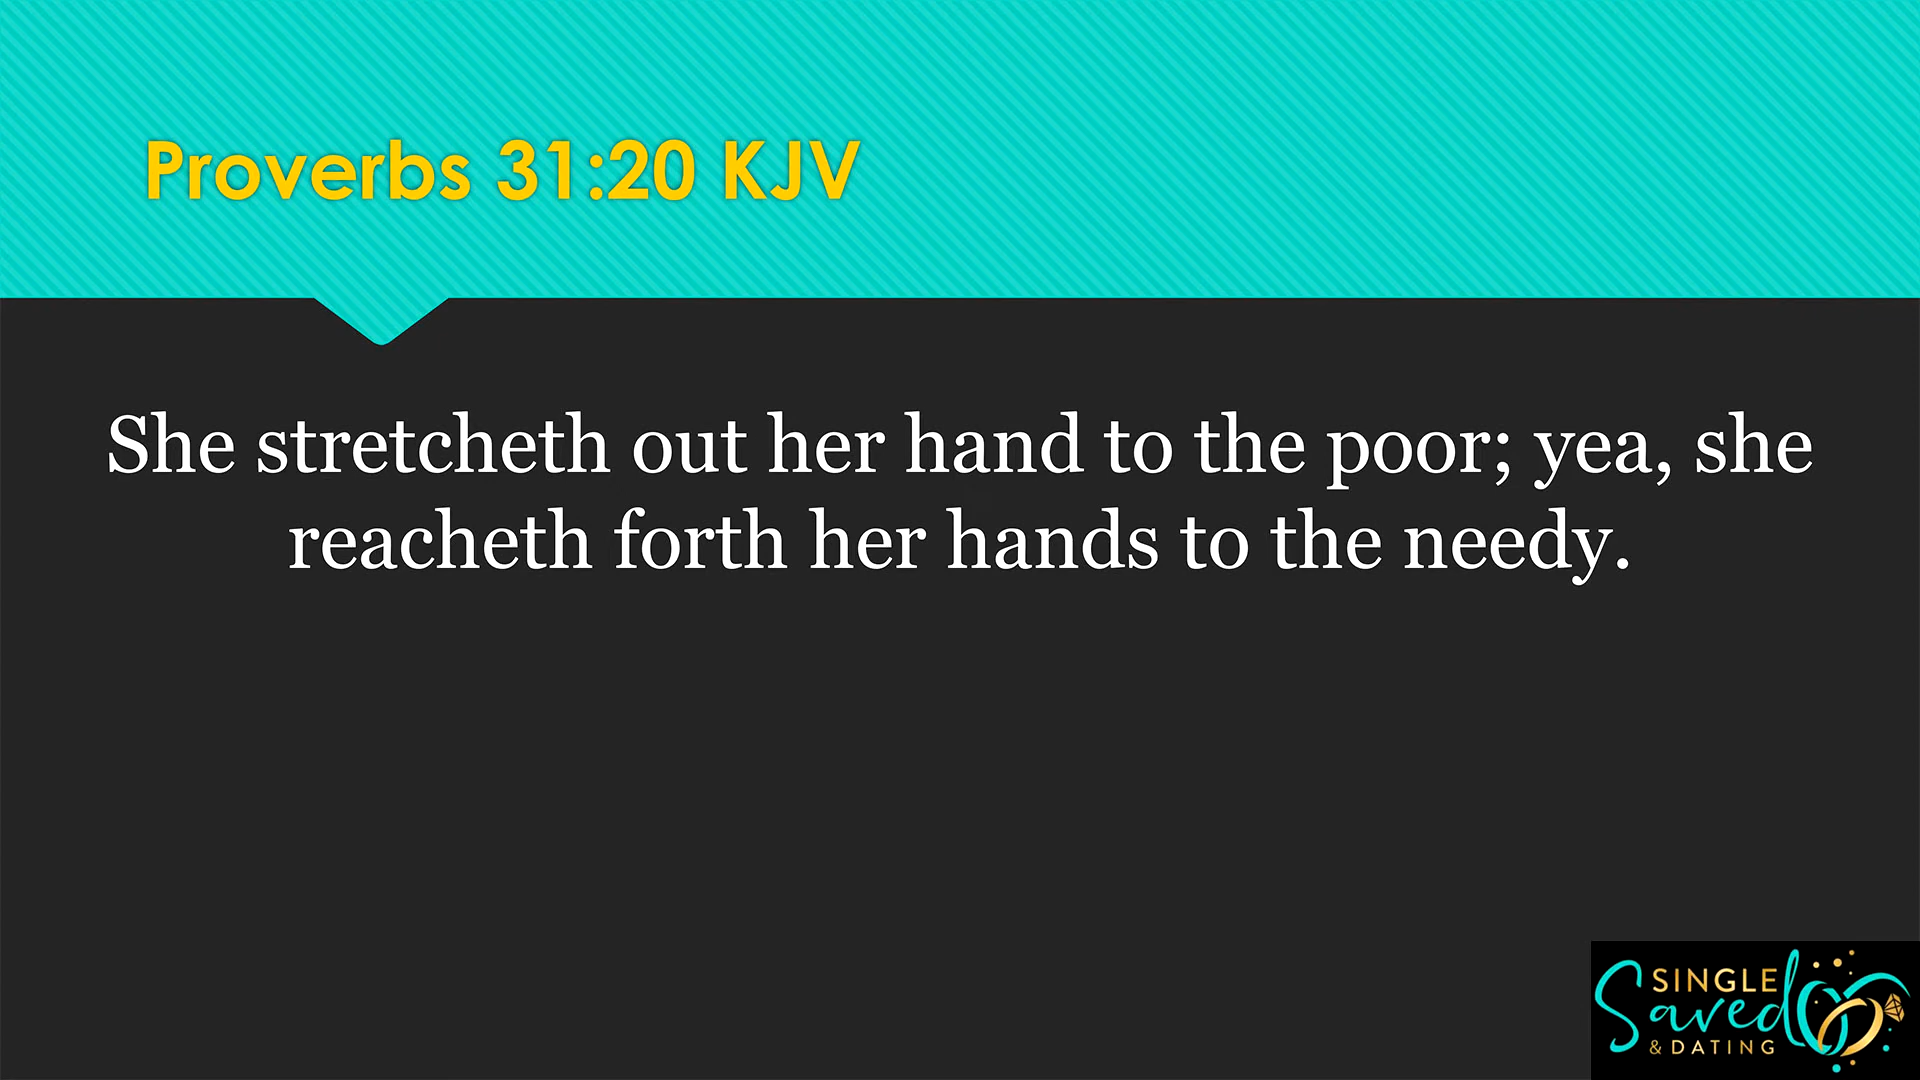 Proverbs 31:20 KJV
She stretcheth out her hand to the poor; yea, she
reacheth forth her hands to the needy.
SINGLE
Saved
& DATING